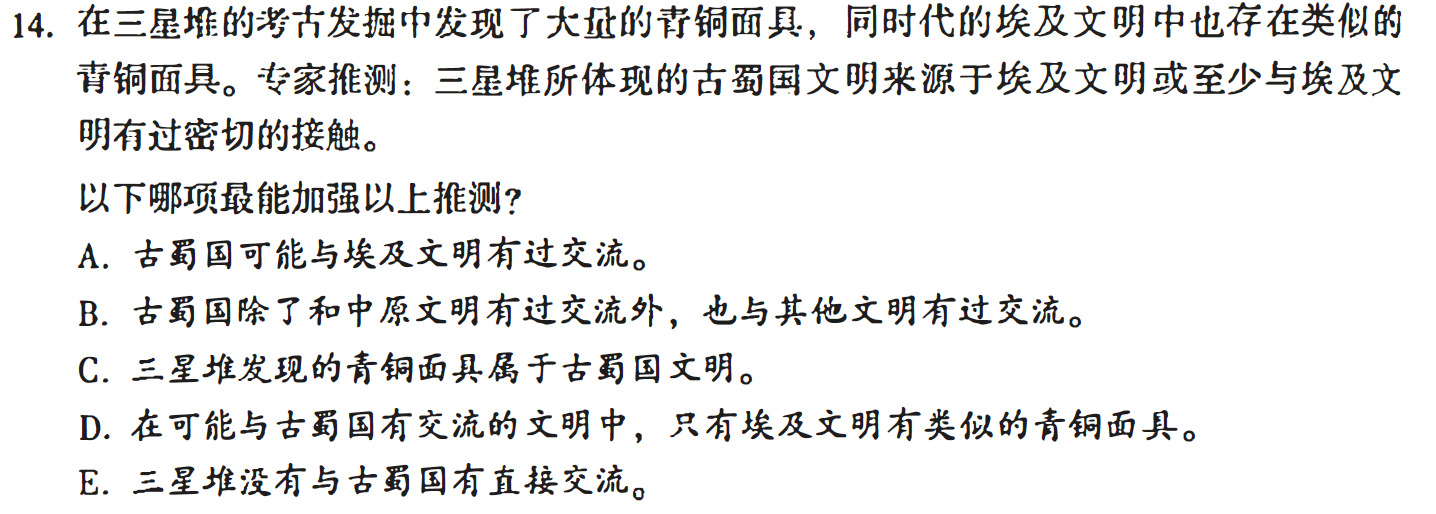 14. 在三星堆的考古发掘中发现了大量的青铜面具，同时代的埃及文明中也存在类似的
青铜面具。专家推测：三星堆所体现的古蜀国文明来源于埃及文明或至少与埃及文
明有过密切的接触。
以下哪项最能加强以上推测?
A. 古蜀国可能与埃及文明有过交流。
B. 古蜀国除了和中原文明有过交流外，也与其他文明有过交流。
C. 三星堆发现的青铜面具属于古蜀国文明。
D. 在可能与古蜀国有交流的文明中，只有埃及文明有类似的青铜面具。
E. 三星堆没有与古蜀国有直接交流。